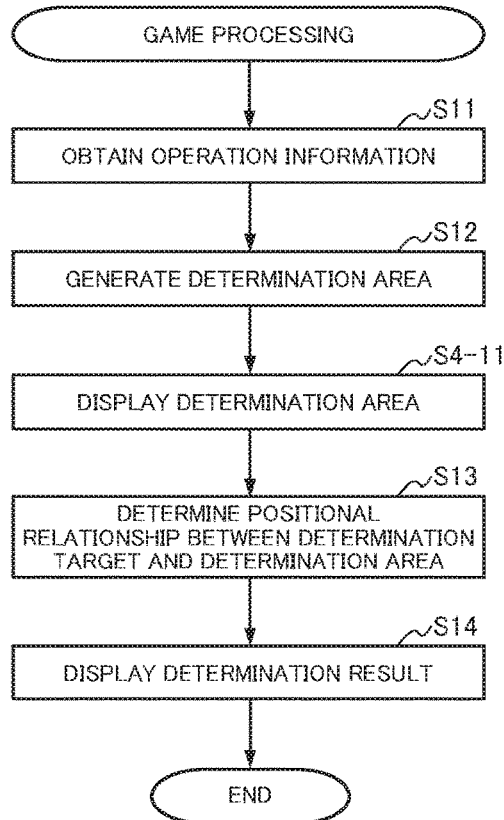 GAME PROCESSING
S11
OBTAIN OPERATION INFORMATION
S12
GENERATE DETERMINATION AREA
S4-11
DISPLAY DETERMINATION AREA
S13
DETERMINE POSITIONAL
RELATIONSHIP BETWEEN DETERMINATION
TARGET AND DETERMINATION AREA
S14
DISPLAY DETERMINATION RESULT
END